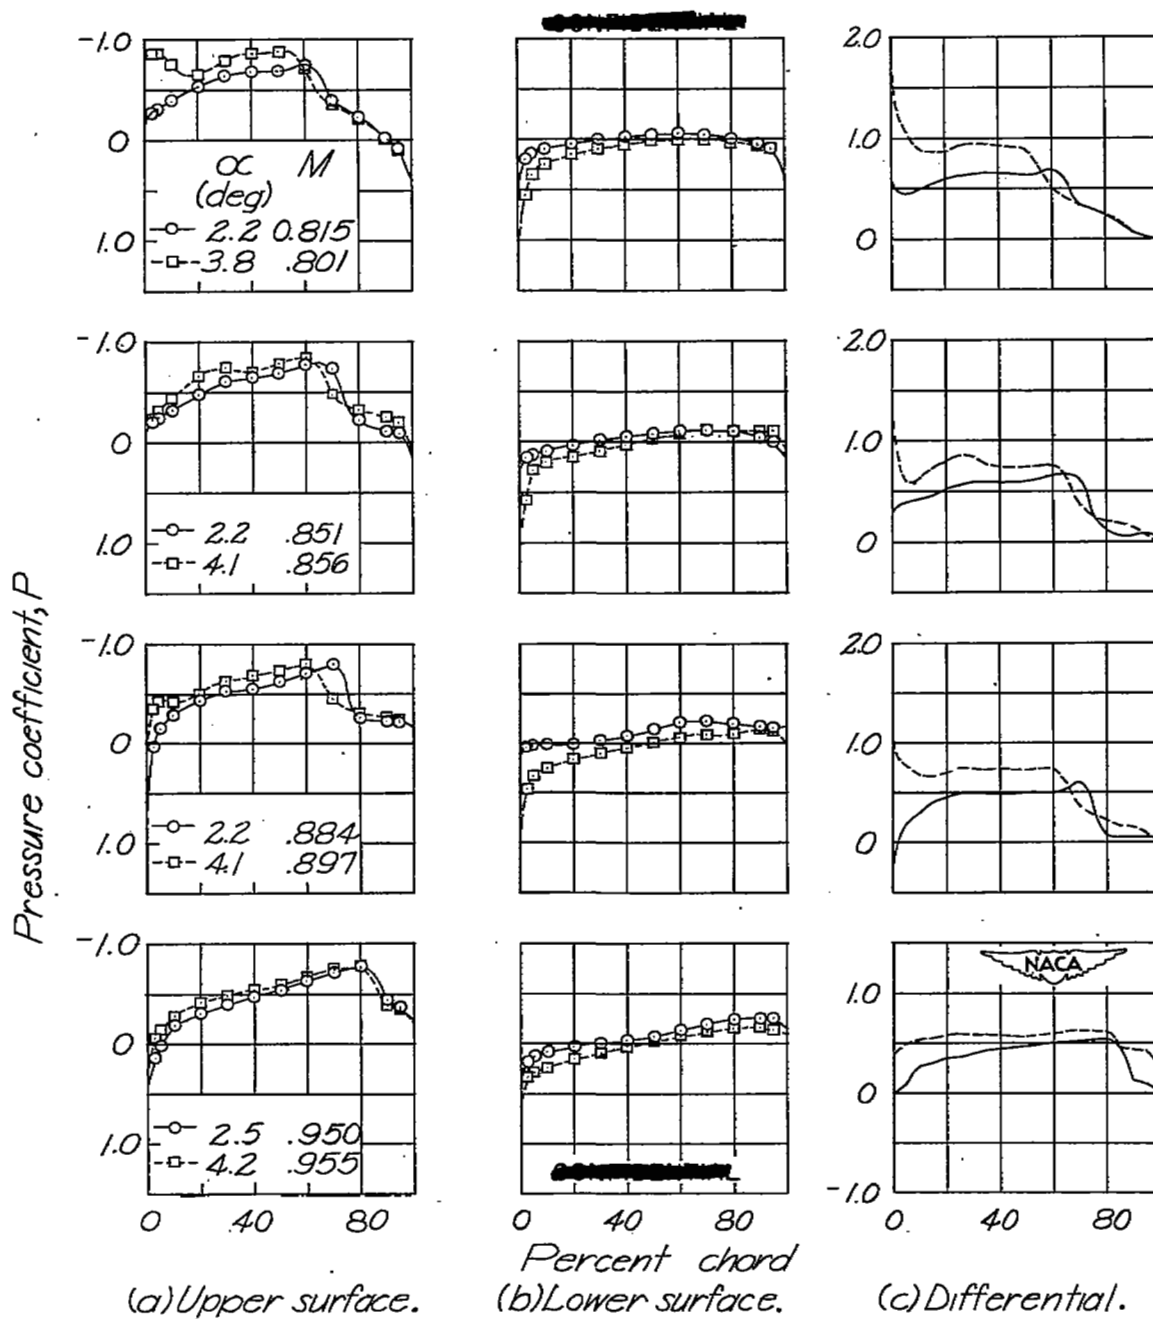 -1.0
0
1.0
α M
(deg)
2.2 0.815
3.8 .801
2.0
1.0
0
-1.0
0
1.0
2.2 .851
4.1 .856
2.0
1.0
0
-1.0
0
1.0
2.2 .884
4.1 .897
2.0
1.0
0
-1.0
0
1.0
2.5 .950
4.2 .955
NACA
1.0
0
-1.0
0 40 80
0 40 80
0 40 80
Pressure coefficient, P
Percent chord
(a) Upper surface.
(b) Lower surface.
(c) Differential.